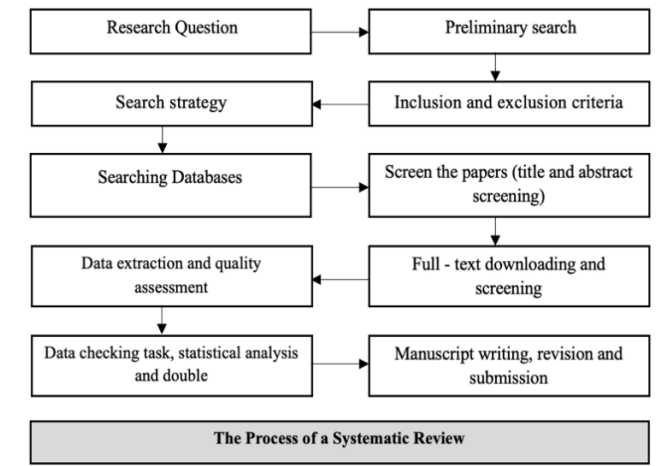 Research Question
Preliminary search
Inclusion and exclusion criteria
Search strategy
Searching Databases
Screen the papers (title and abstract
screening)
Full - text downloading and
screening
Data extraction and quality
assessment
Data checking task, statistical analysis
and double
Manuscript writing, revision and
submission
The Process of a Systematic Review